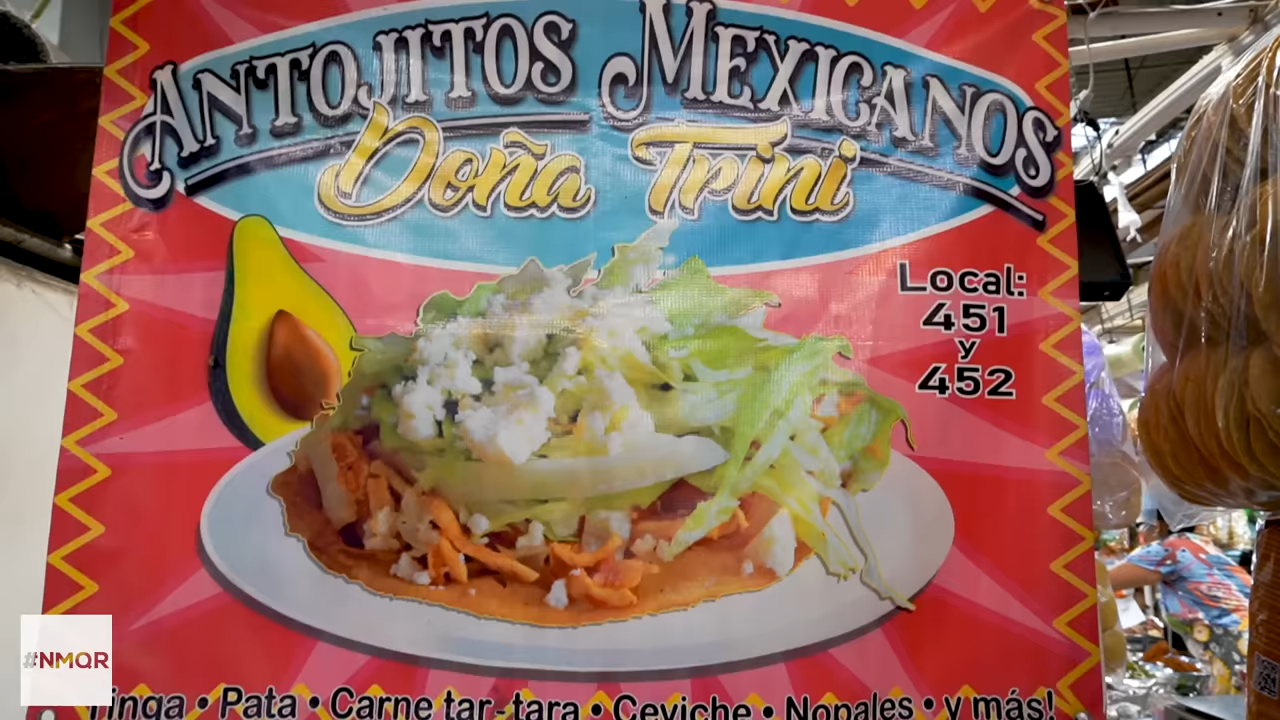 ANTOJITOS MEXICANOS
Doña Trini
Local:
451
y
452
#NMQR
Tinga • Pata • Carne tar-tara • Ceviche • Nopales • y más!